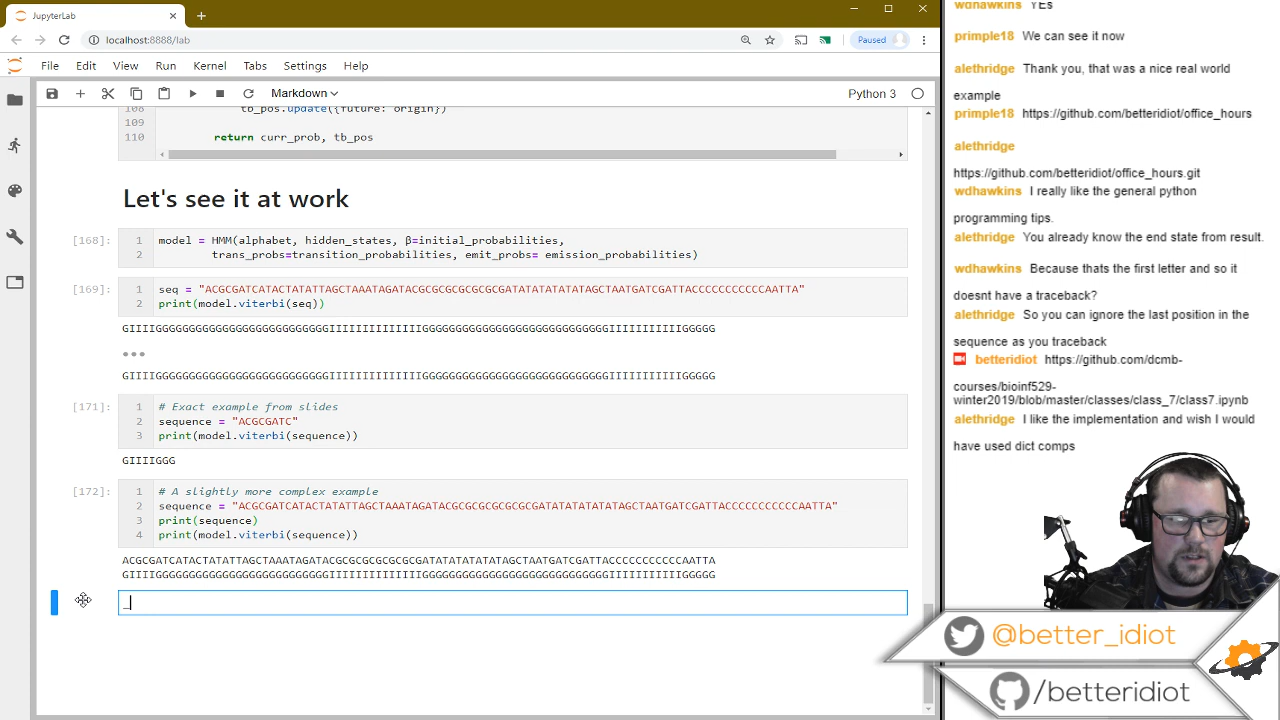 JupyterLab
localhost:8888/lab
Paused
File Edit View Run Kernel Tabs Settings Help
Markdown
Python 3
108 tb_pos.update({future: origin})
109
110 return curr_prob, tb_pos
Let's see it at work
[168]:
1 model = HMM(alp dden_states, β=initial_probabilities,
2 trans_probs=transition_probabilities, emit_probs= emission_probabilities)
[169]:
1 seq = "ACGCGATCATACTATATTAGCTAAATAGATACGCGCGCGCGCGCGATATATATATATAGCTAATGATCGATTACCCCCCCCCCCAATTA"
2 print(model.viterbi(seq))
GIIIIGGGGGGGGGGGGGGGGGGGGGGGGGGIIIIIIIIIIIIIIGGGGGGGGGGGGGGGGGGGGGGGGGGGGIIIIIIIIIIIGGGGG
•••
GIIIIGGGGGGGGGGGGGGGGGGGGGGGGGGIIIIIIIIIIIIIIGGGGGGGGGGGGGGGGGGGGGGGGGGGGIIIIIIIIIIIGGGGG
[171]:
1 # Exact example from slides
2 sequence = "ACGCGATC"
3 print(model.viterbi(sequence))
GIIIIGGG
[172]:
1 # A slightly more complex example
2 sequence = "ACGCGATCATACTATATTAGCTAAATAGATACGCGCGCGCGCGCGATATATATATATAGCTAATGATCGATTACCCCCCCCCCCAATTA"
3 print(sequence)
4 print(model.viterbi(sequence))
ACGCGATCATACTATATTAGCTAAATAGATACGCGCGCGCGCGCGATATATATATATAGCTAATGATCGATTACCCCCCCCCCCAATTA
GIIIIGGGGGGGGGGGGGGGGGGGGGGGGGGIIIIIIIIIIIIIIGGGGGGGGGGGGGGGGGGGGGGGGGGGGIIIIIIIIIIIGGGGG
_
wdhawkins YEs
primple18 We can see it now
alethridge Thank you, that was a nice real world
example
primple18 https://github.com/betteridiot/office_hours
alethridge
https://github.com/betteridiot/office_hours.git
wdhawkins I really like the general python
programming tips.
alethridge You already know the end state from result.
wdhawkins Because thats the first letter and so it
doesnt have a traceback?
alethridge So you can ignore the last position in the
sequence as you traceback
betteridiot https://github.com/dcmb-
courses/bioinf529-
winter2019/blob/master/classes/class_7/class7.ipynb
alethridge I like the implementation and wish I would
have used dict comps
@better_idiot
/betteridiot